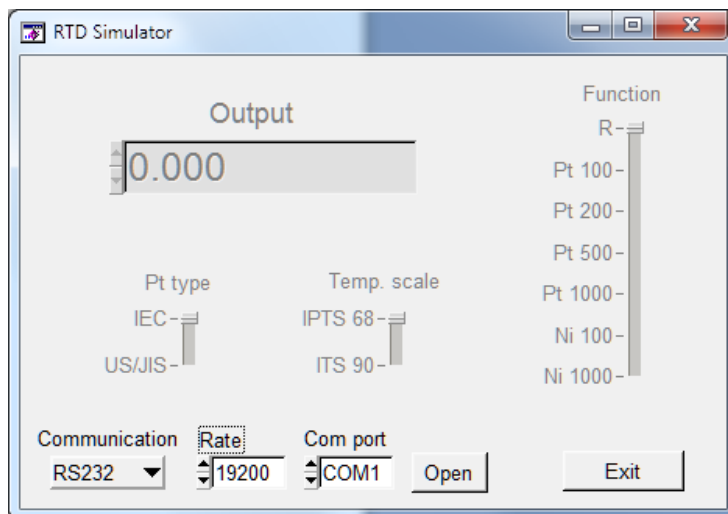 RTD Simulator
Output
0.000
Function
R
Pt 100
Pt 200
Pt 500
Pt 1000
Ni 100
Ni 1000
Pt type
IEC
US/JIS
Temp. scale
IPTS 68
ITS 90
Communication
RS232
Rate
19200
Com port
COM1
Open
Exit